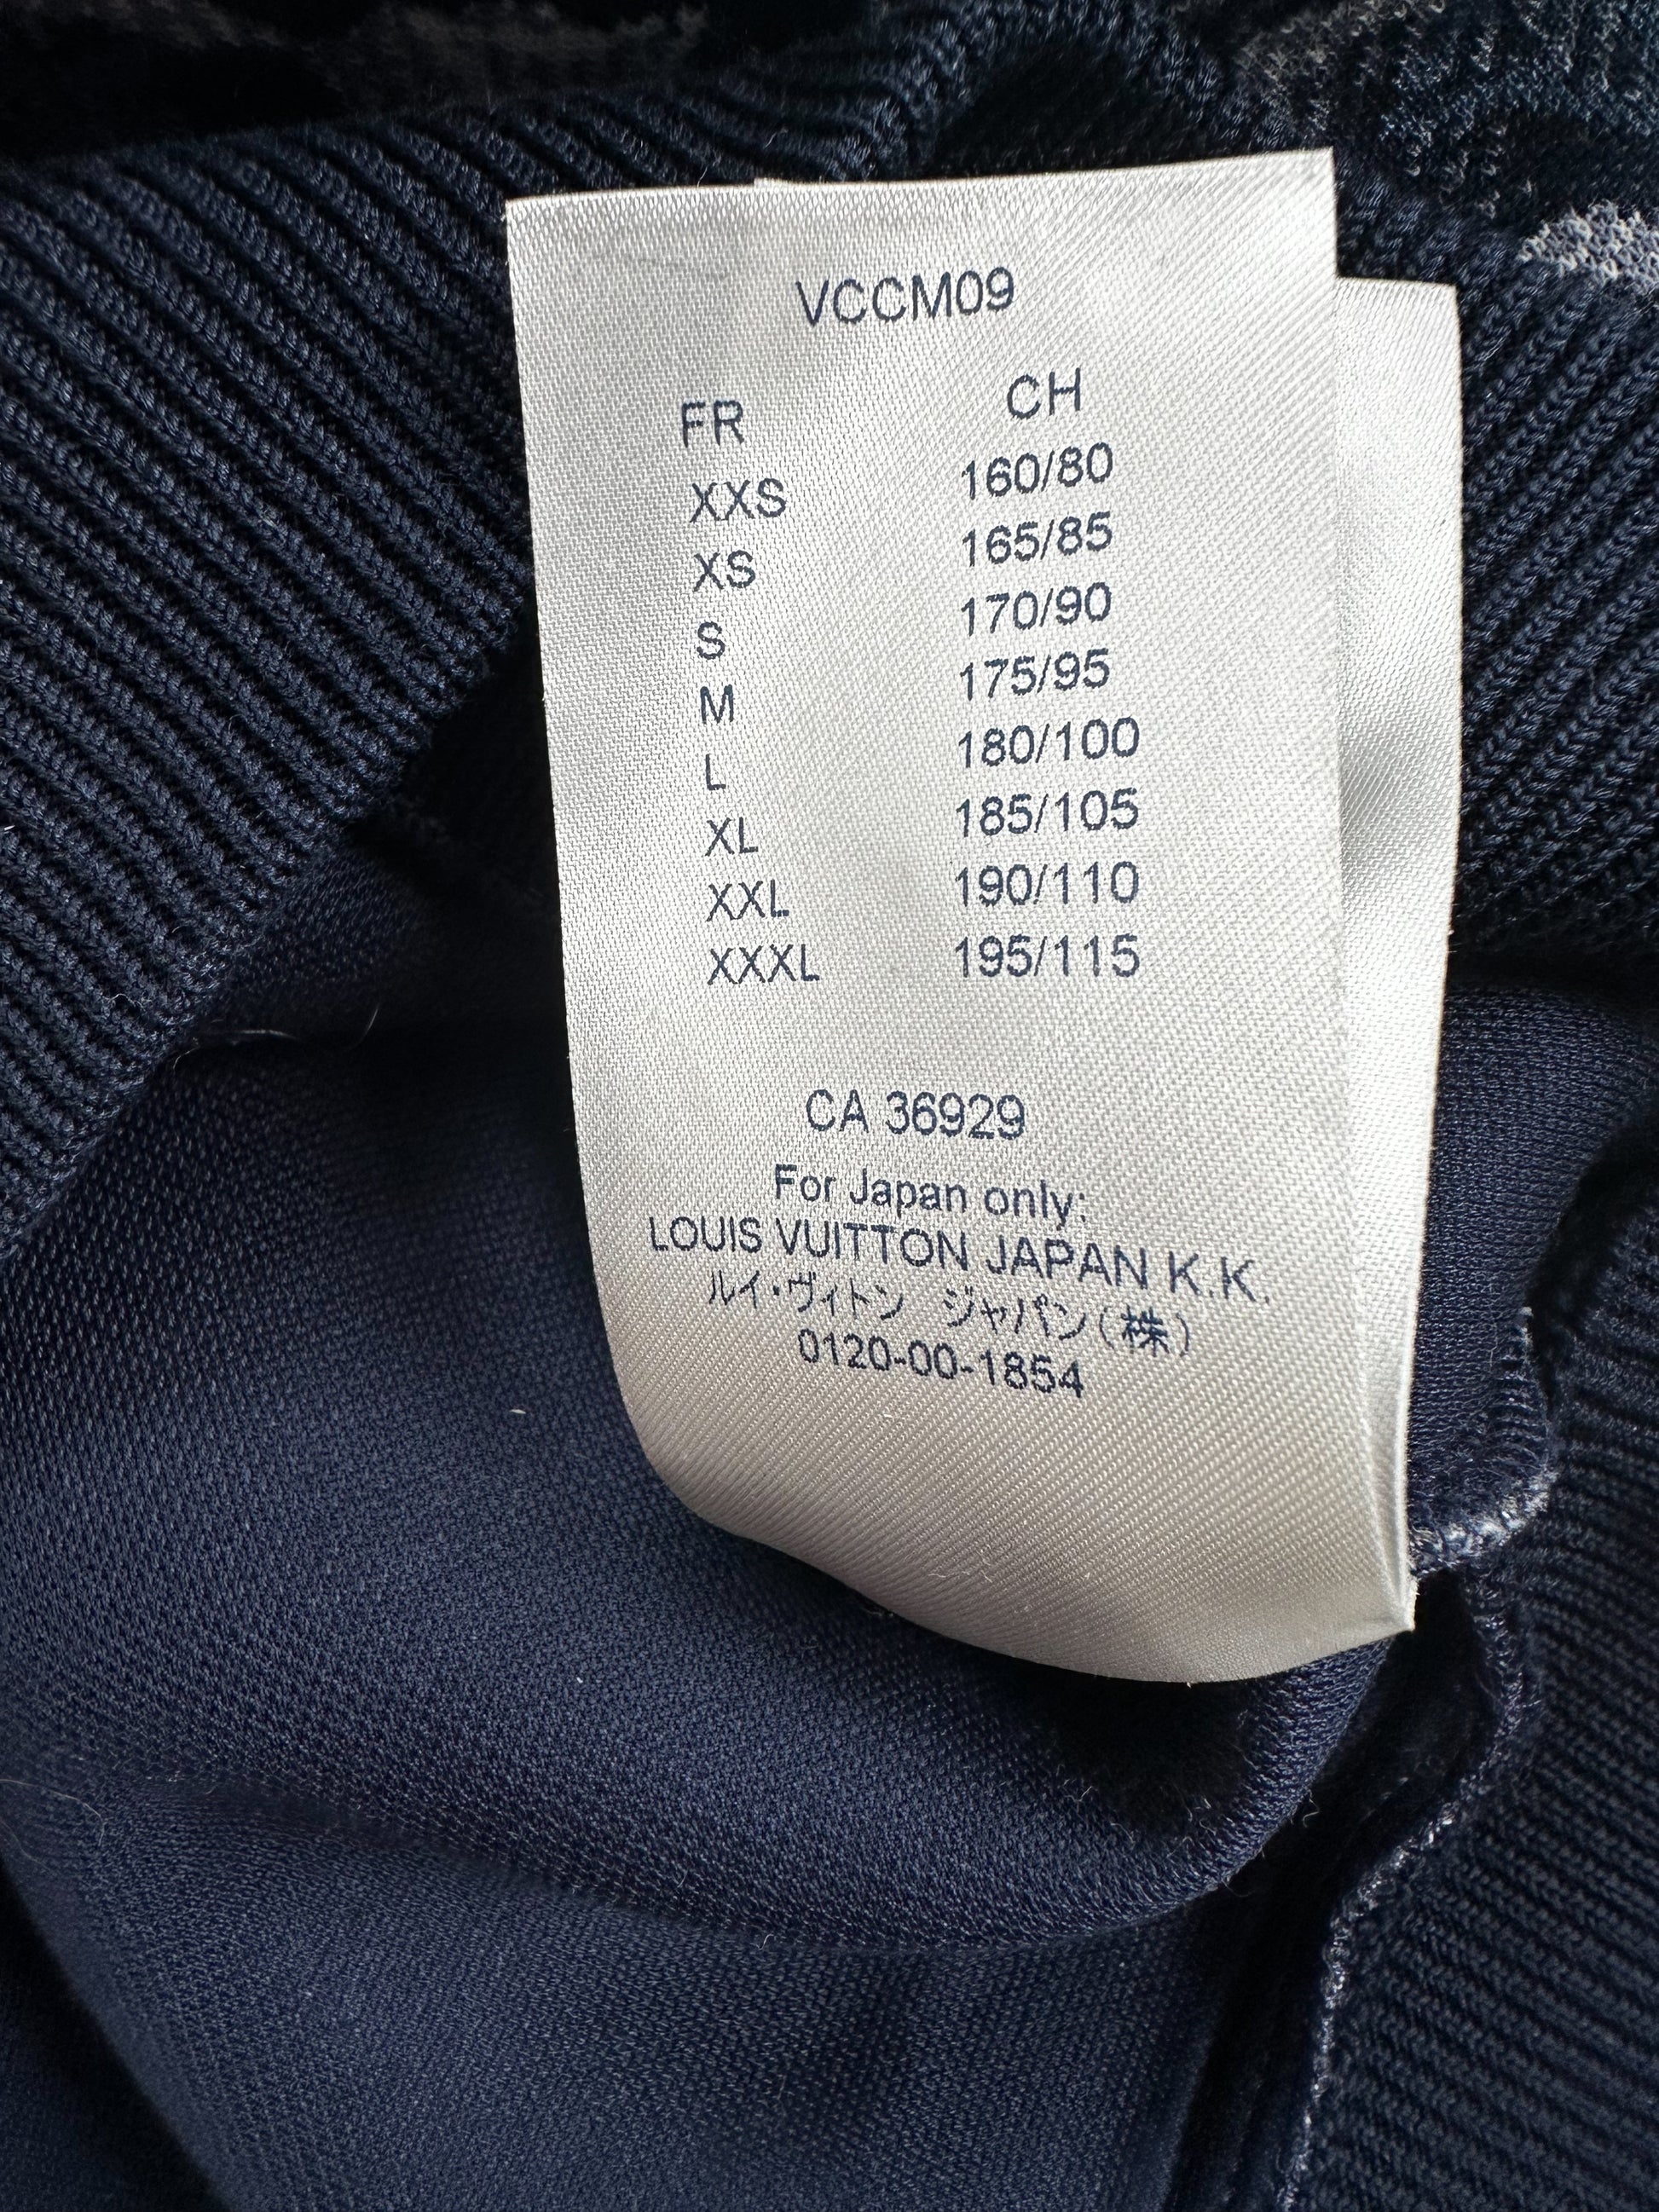 VCCM09
FR CH
XXS 160/80
XS 165/85
S 170/90
M 175/95
L 180/100
XL 185/105
XXL 190/110
XXXL 195/115
CA 36929
For Japan only:
LOUIS VUITTON JAPAN K.K.
ルイ・ヴィトン ジャパン(株)
0120-00-1854